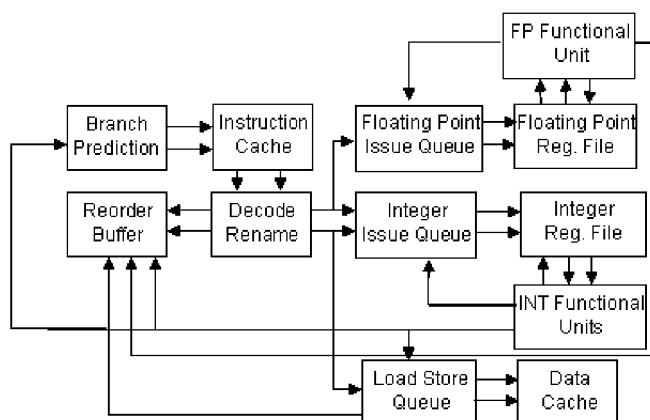 FP Functional
Unit
Branch
Prediction
Instruction
Cache
Floating Point
Issue Queue
Floating Point
Reg. File
Reorder
Buffer
Decode
Rename
Integer
Issue Queue
Integer
Reg. File
INT Functional
Units
Load Store
Queue
Data
Cache